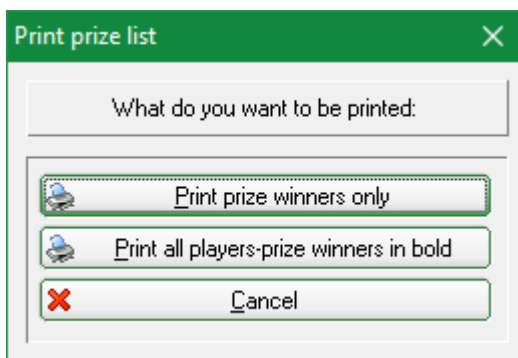 Print prize list
What do you want to be printed:
Print prize winners only
Print all players-prize winners in bold
Cancel